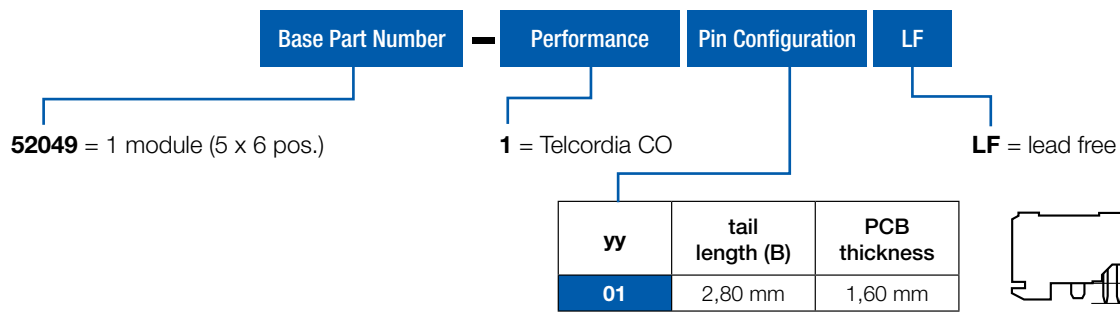 Base Part Number – Performance Pin Configuration LF
52049 = 1 module (5 x 6 pos.) 1 = Telcordia CO LF = lead free
yy tail length (B) PCB thickness
01 2,80 mm 1,60 mm